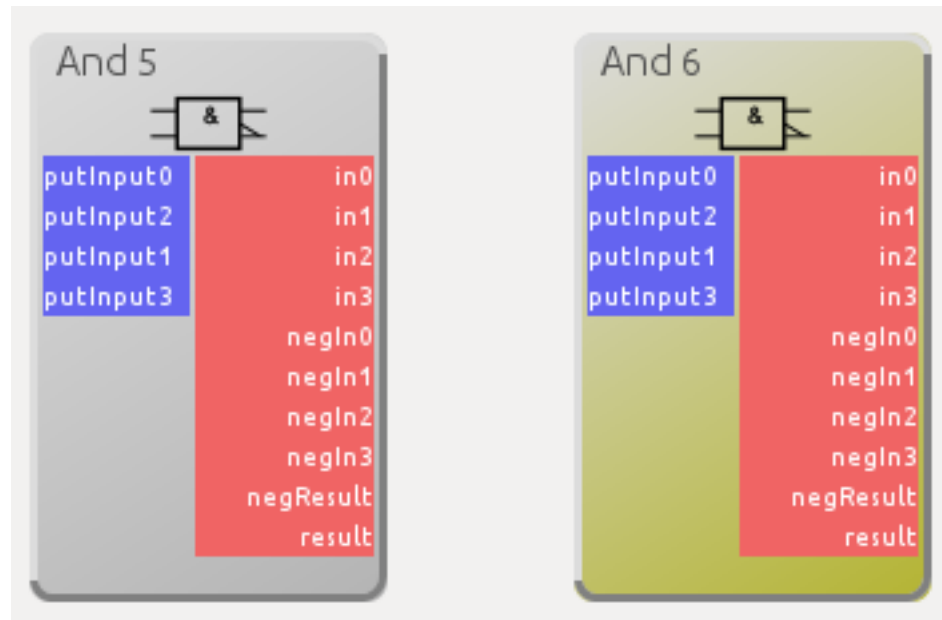 And 5
&
putInput0 in0
putInput2 in1
putInput1 in2
putInput3 in3
negIn0
negIn1
negIn2
negIn3
negResult
result
And 6
&
putInput0 in0
putInput2 in1
putInput1 in2
putInput3 in3
negIn0
negIn1
negIn2
negIn3
negResult
result